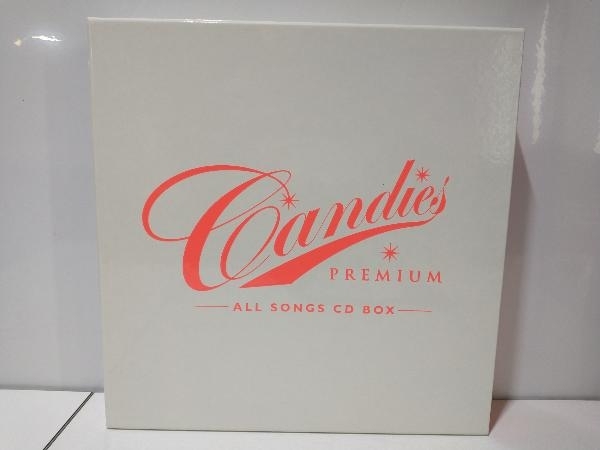 Candies
PREMIUM
ALL SONGS CD BOX